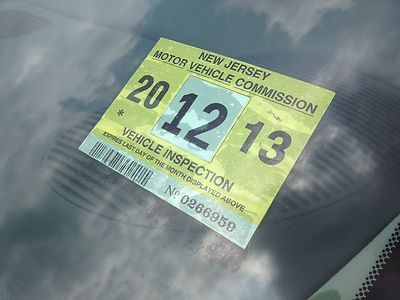 NEW JERSEY
MOTOR VEHICLE COMMISSION
20 12 13
*
VEHICLE INSPECTION
EXPIRES LAST DAY OF THE MONTH DISPLAYED ABOVE
Nº 0266959